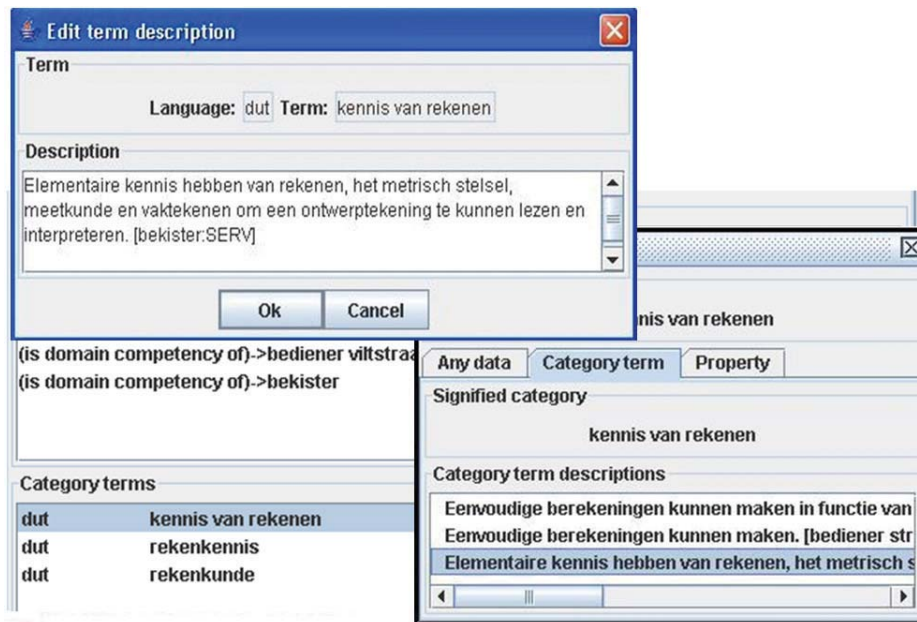 Edit term description
Term
Language: dut Term: kennis van rekenen
Description
Elementaire kennis hebben van rekenen, het metrisch stelsel,
meetkunde en vaktekenen om een ontwerptekening te kunnen lezen en
interpreteren. [bekister:SERV]
Ok Cancel
(is domain competency of)->bediener viltstraa
(is domain competency of)->bekister
Category terms
dut kennis van rekenen
dut rekenkennis
dut rekenkunde
nis van rekenen
Any data Category term Property
Signified category
kennis van rekenen
Category term descriptions
Eenvoudige berekeningen kunnen maken in functie van
Eenvoudige berekeningen kunnen maken. [bediener str
Elementaire kennis hebben van rekenen, het metrisch s